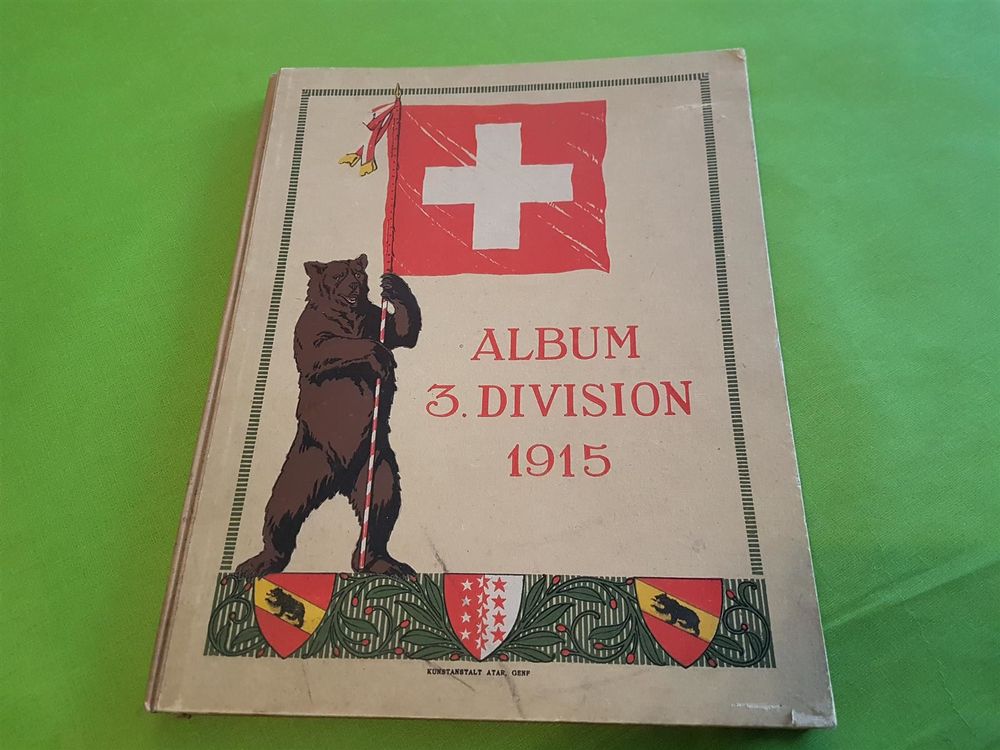 ALBUM
3. DIVISION
1915
KUNSTANSTALT ATAR, GENF